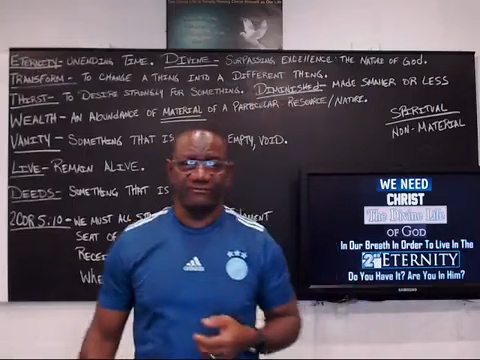 ETERNITY- UNENDING TIME. DIVINE- SURPASSING EXCELLENCE: THE NATURE OF GOD.
TRANSFORM- TO CHANGE A THING INTO A DIFFERENT THING.
THIRST- TO DESIRE STRONGLY FOR SOMETHING. DIMINISHED- MADE SMALLER OR LESS
WEALTH- AN ABUNDANCE OF MATERIAL OF A PARTICULAR RESOURCE/NATURE.
SPIRITUAL
NON-MATERIAL
VANITY- SOMETHING THAT IS EMPTY, VOID.
LIVE- REMAIN ALIVE.
DEEDS- SOMETHING THAT IS
2COR 5:10- WE MUST ALL
SEAT OF
WE NEED
CHRIST
The Divine Life
OF GOD
In Our Breath In Order To Live In The
2nd ETERNITY
Do You Have It? Are You In Him?
SAMSUNG
adidas